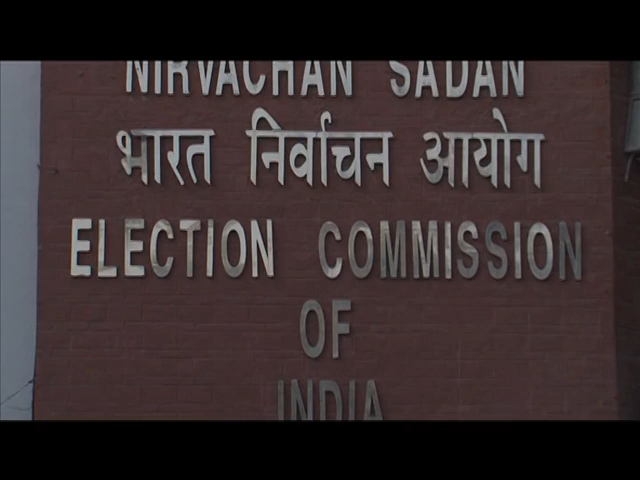 NIRVACHAN SADAN
भारत निर्वाचन आयोग
ELECTION COMMISSION
OF
INDIA